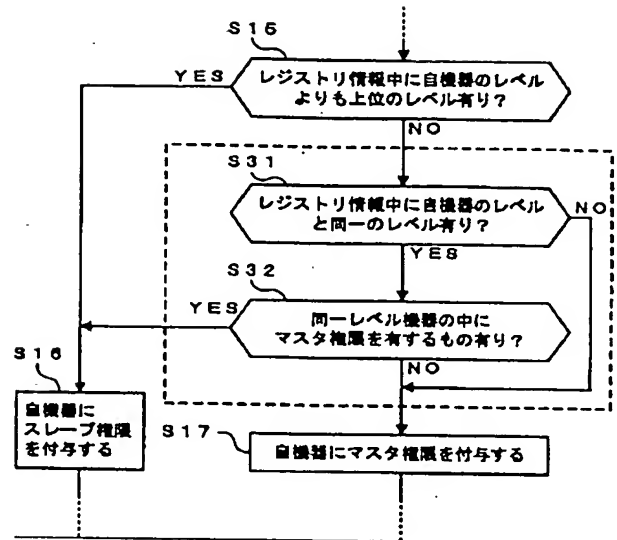 S15
YES
レジストリ情報中に自機器のレベル
よりも上位のレベル有り?
NO
S31
レジストリ情報中に自機器のレベル
と同一のレベル有り?
NO
YES
S32
YES
同一レベル機器の中に
マスタ権限を有するもの有り?
NO
S16
自機器に
スレーブ権限
を付与する
S17
自機器にマスタ権限を付与する